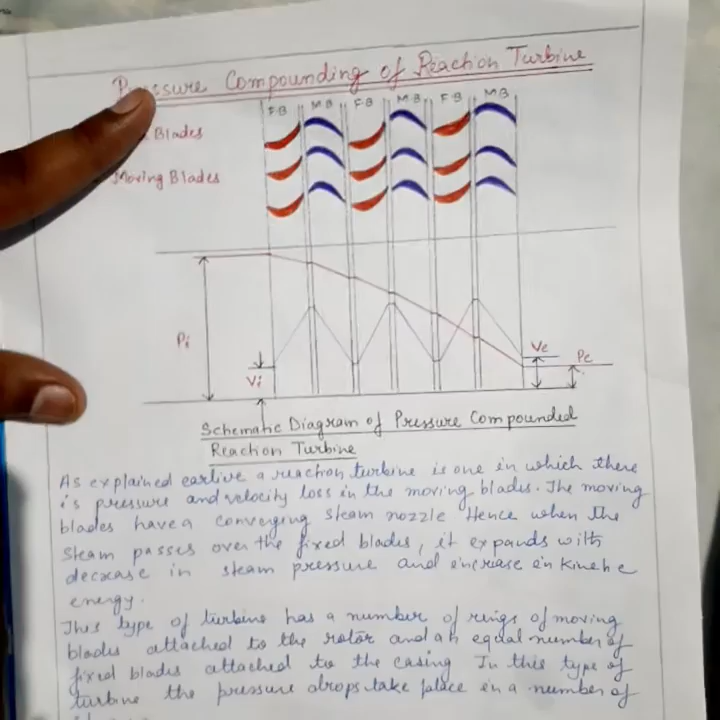 Pressure Compounding of Reaction Turbine
F B M B F B M B F B M B
Blades
Moving Blades
Pi
Vi
Ve
Pe
Schematic Diagram of Pressure Compounded
Reaction Turbine
As explained earlive a reaction turbine is one in which there
is pressure and velocity loss in the moving blades. The moving
blades have a converging steam nozzle Hence when the
steam passes over the fixed blades, it expands with
decrease in steam pressure and increase in kinetic
energy.
This type of turbine has a number of rings of moving
blades attached to the rotor and an equal number of
fixed blades attached to the casing In this type of
turbine the pressure drops take place in a number of